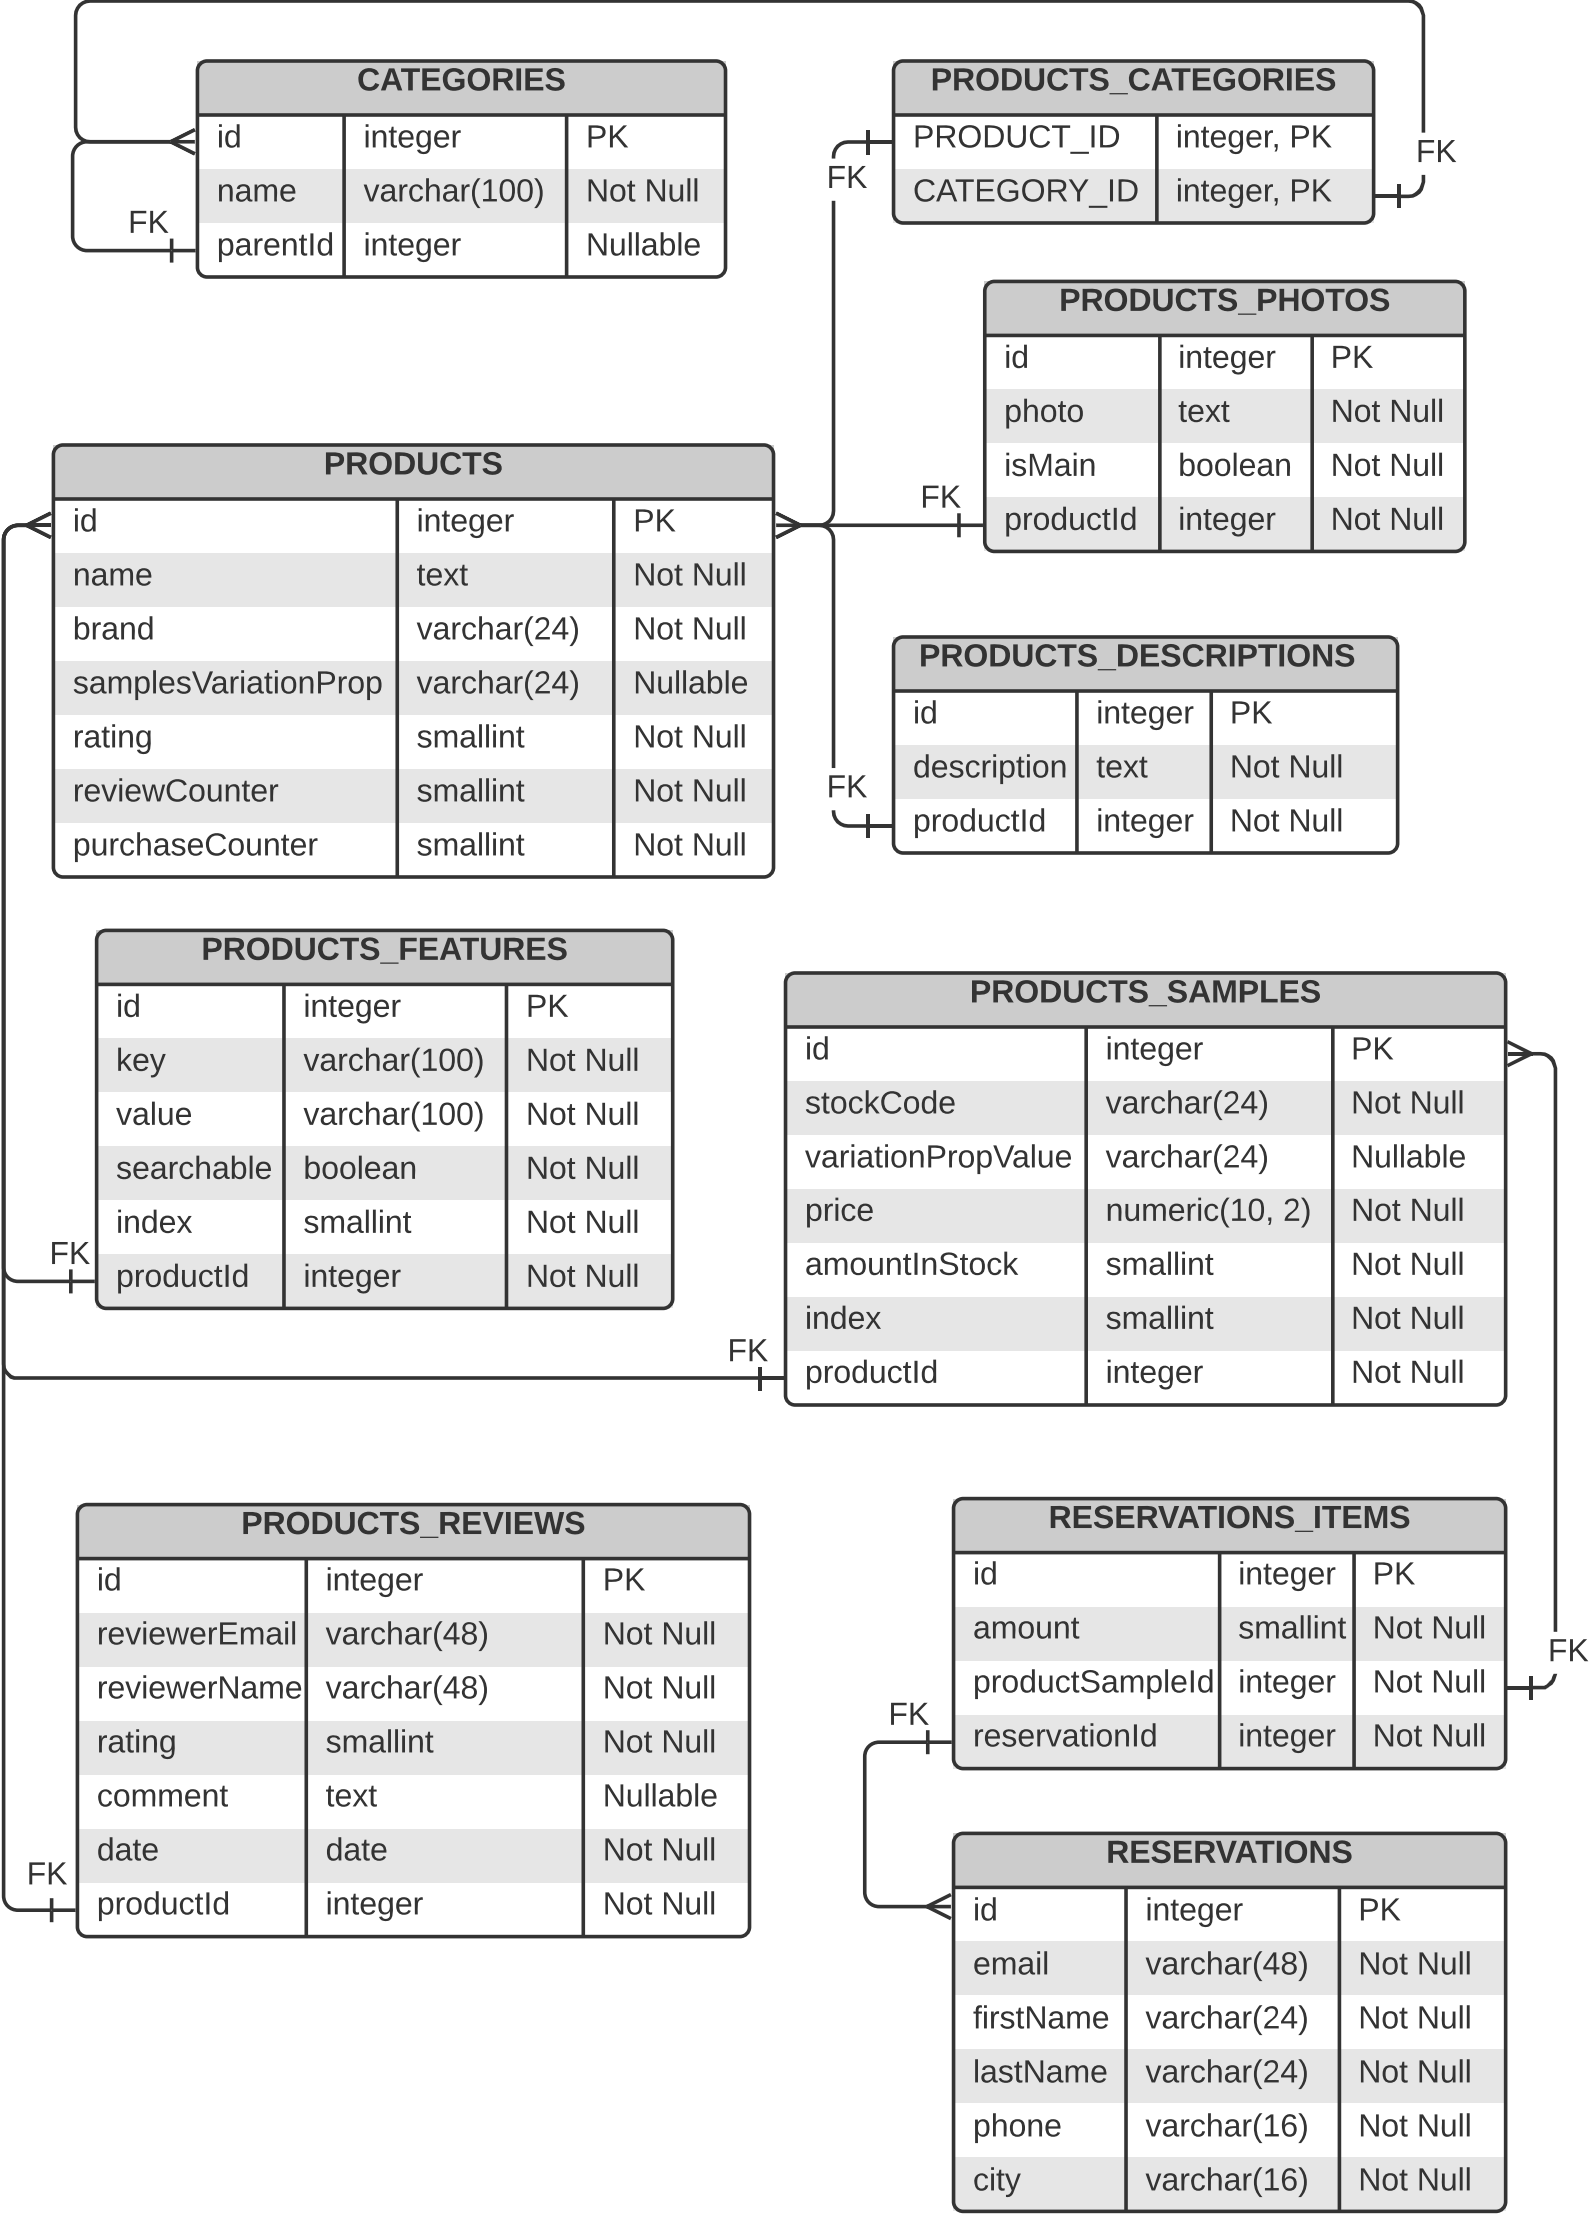 CATEGORIES
id integer PK
name varchar(100) Not Null
FK
parentId integer Nullable
PRODUCTS_CATEGORIES
PRODUCT_ID integer, PK
FK
FK
CATEGORY_ID integer, PK
PRODUCTS_PHOTOS
id integer PK
photo text Not Null
isMain boolean Not Null
FK
productId integer Not Null
PRODUCTS
id integer PK
name text Not Null
brand varchar(24) Not Null
samplesVariationProp varchar(24) Nullable
rating smallint Not Null
reviewCounter smallint Not Null
purchaseCounter smallint Not Null
PRODUCTS_DESCRIPTIONS
id integer PK
description text Not Null
FK
productId integer Not Null
PRODUCTS_FEATURES
id integer PK
key varchar(100) Not Null
value varchar(100) Not Null
searchable boolean Not Null
index smallint Not Null
FK
productId integer Not Null
PRODUCTS_SAMPLES
id integer PK
stockCode varchar(24) Not Null
variationPropValue varchar(24) Nullable
price numeric(10, 2) Not Null
amountInStock smallint Not Null
index smallint Not Null
FK
productId integer Not Null
PRODUCTS_REVIEWS
id integer PK
reviewerEmail varchar(48) Not Null
reviewerName varchar(48) Not Null
rating smallint Not Null
comment text Nullable
date date Not Null
FK
productId integer Not Null
RESERVATIONS_ITEMS
id integer PK
amount smallint Not Null
FK
productSampleId integer Not Null
FK
reservationId integer Not Null
RESERVATIONS
id integer PK
email varchar(48) Not Null
firstName varchar(24) Not Null
lastName varchar(24) Not Null
phone varchar(16) Not Null
city varchar(16) Not Null